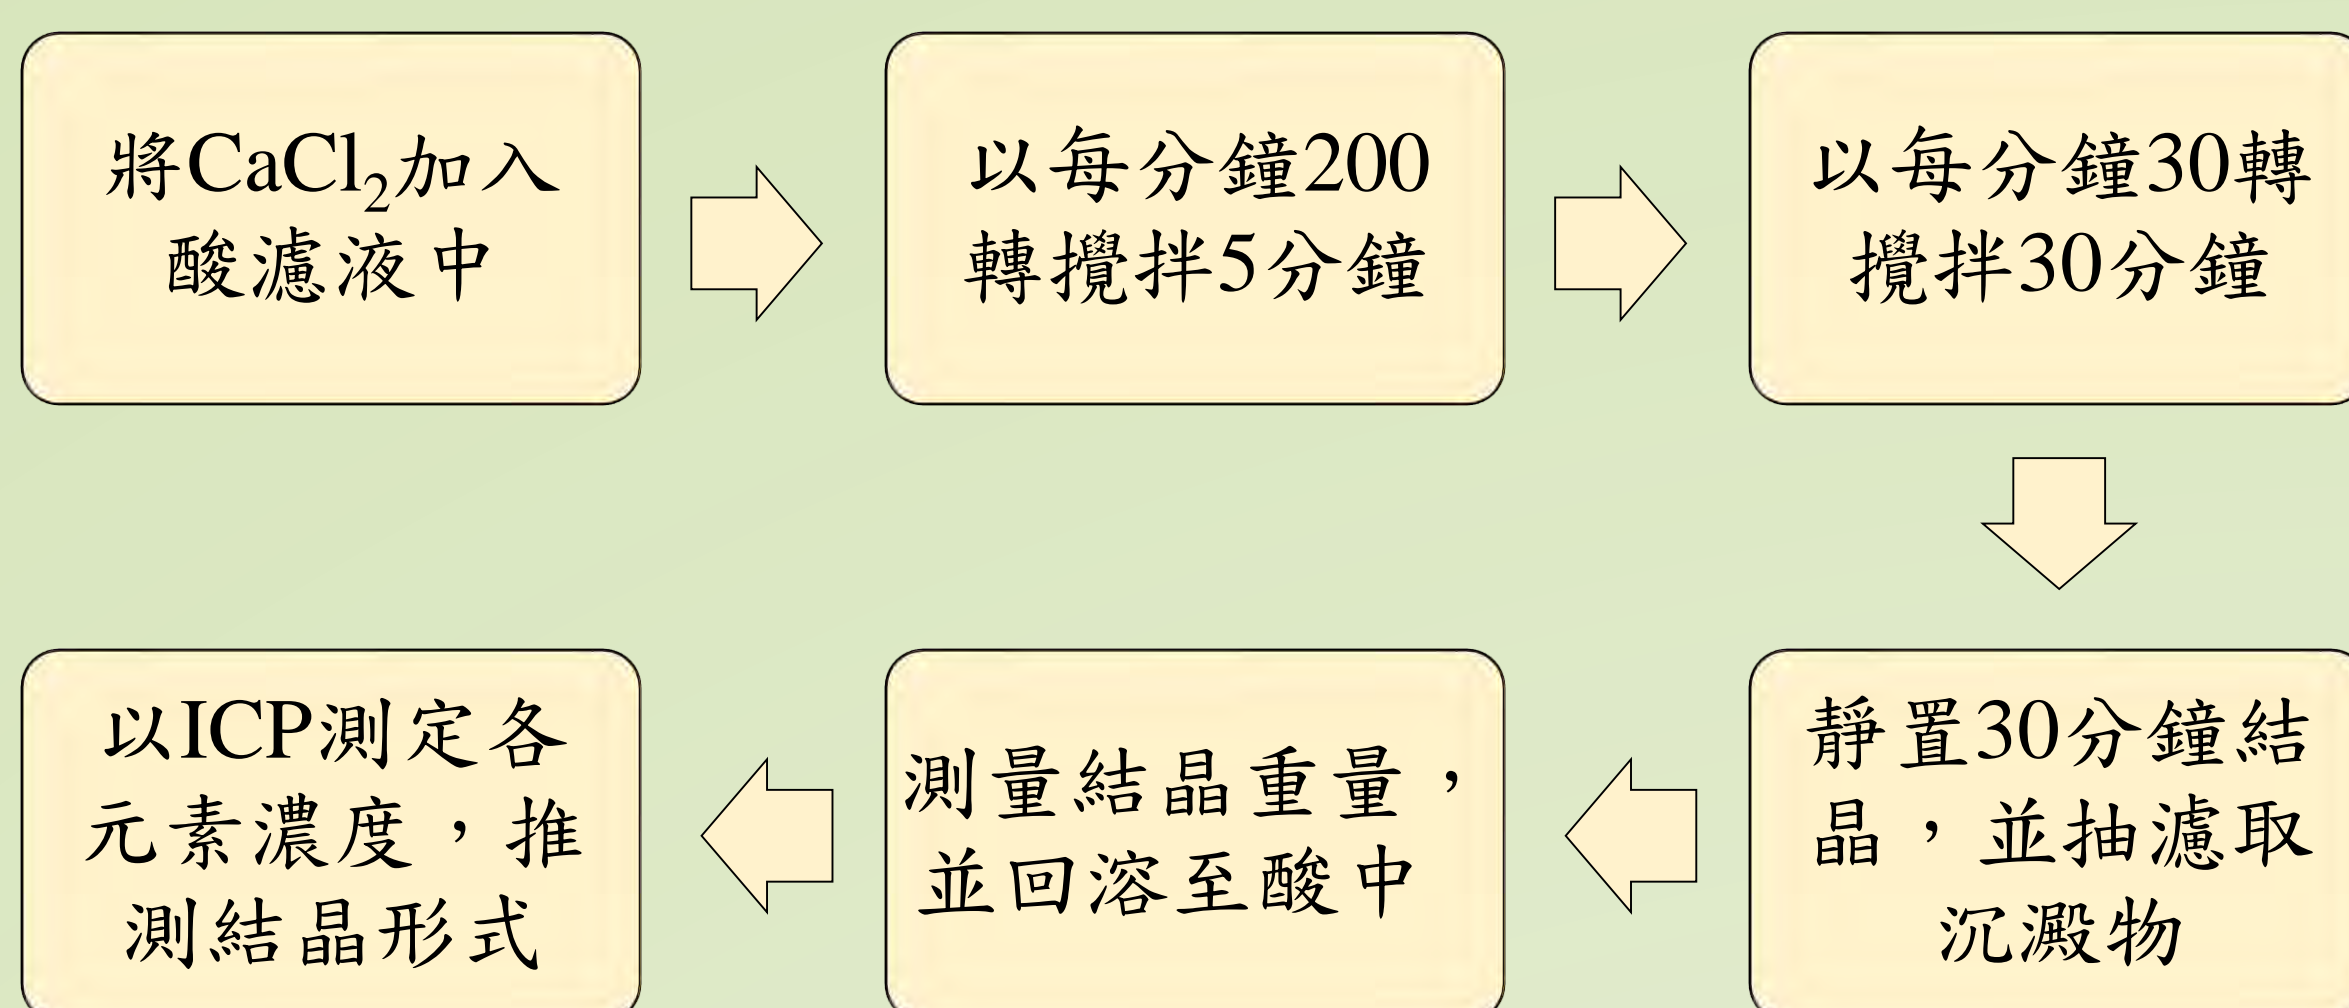 將CaCl₂加入
酸濾液中
以每分鐘200
轉攪拌5分鐘
以每分鐘30轉
攪拌30分鐘
靜置30分鐘結
晶，並抽濾取
沉澱物
測量結晶重量，
並回溶至酸中
以ICP測定各
元素濃度，推
測結晶形式